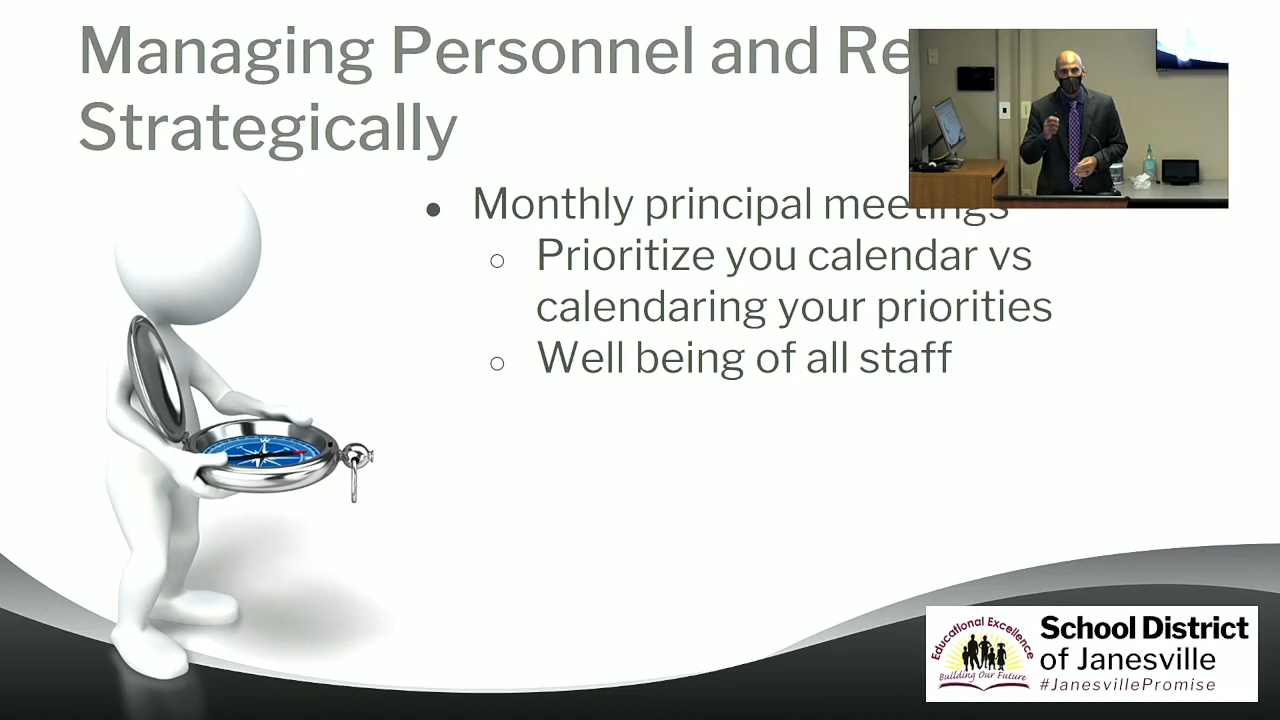 Managing Personnel and Re
Strategically
Monthly principal meetings
Prioritize you calendar vs
calendaring your priorities
Well being of all staff
Educational Excellence
Building Our Future
School District
of Janesville
#JanesvillePromise